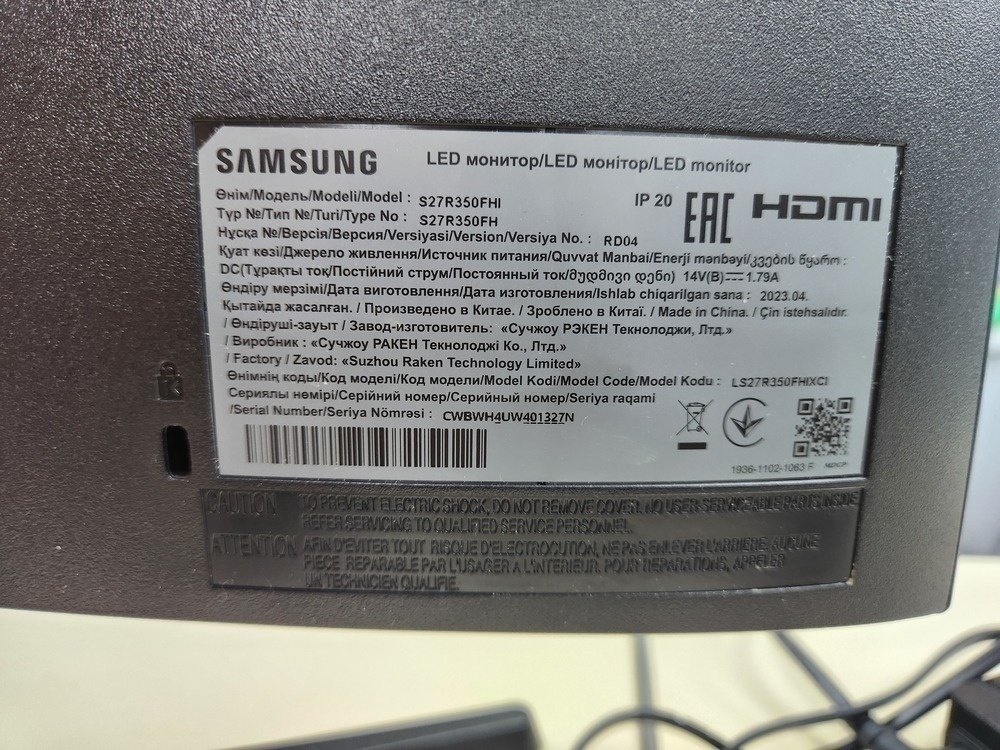 SAMSUNG
LED монитор/LED монітор/LED monitor
Өнім/Модель/Modeli/Model : S27R350FHI
Түр №/Тип №/Turi/Type No : S27R350FH
IP 20
EAC
HDMI
Нұсқа №/Версія/Версия/Versiyasi/Version/Versiya No. : RD04
Қуат көзі/Джерело живлення/Источник питания/Quvvat Manbai/Enerji mənbəyi/კვების წყარო :
DC(Тұрақты ток/Постійний струм/Постоянный ток/მუდმივი დენი) 14V(B)⎓ 1.79A
Өндіру мерзімі/Дата виготовлення/Дата изготовления/Ishlab chiqarilgan sana : 2023.04.
Қытайда жасалған. / Произведено в Китае. / Зроблено в Китаї. / Made in China. / Çin istehsalıdır.
/ Өндіруші-зауыт / Завод-изготовитель: «Сучжоу РЭКЕН Текнолоджи, Лтд.»
/ Виробник : «Сучжоу РАКЕН Текнолоджі Ко., Лтд.»
/ Factory / Zavod: «Suzhou Raken Technology Limited»
Өнімнің коды/Код моделі/Код модели/Model Kodi/Model Code/Model Kodu : LS27R350FHIXCI
Сериялы нөмірі/Серійний номер/Серийный номер/Seriya raqami
/Serial Number/Seriya Nömrəsi : CWBWH4UW401327N
1936-1102-1063 R
CAUTION TO PREVENT ELECTRIC SHOCK, DO NOT REMOVE COVER. NO USER SERVICEABLE PARTS INSIDE
REFER SERVICING TO QUALIFIED SERVICE PERSONNEL.
ATTENTION AFIN D'EVITER TOUT RISQUE D'ELECTROCUTION, NE PAS ENLEVER L'ARRIERE. AUCUNE
PIECE REPARABLE PAR L'USAGER A L'INTERIEUR. POUR REPARATIONS, APPELER
UN TECHNICIEN QUALIFIE.